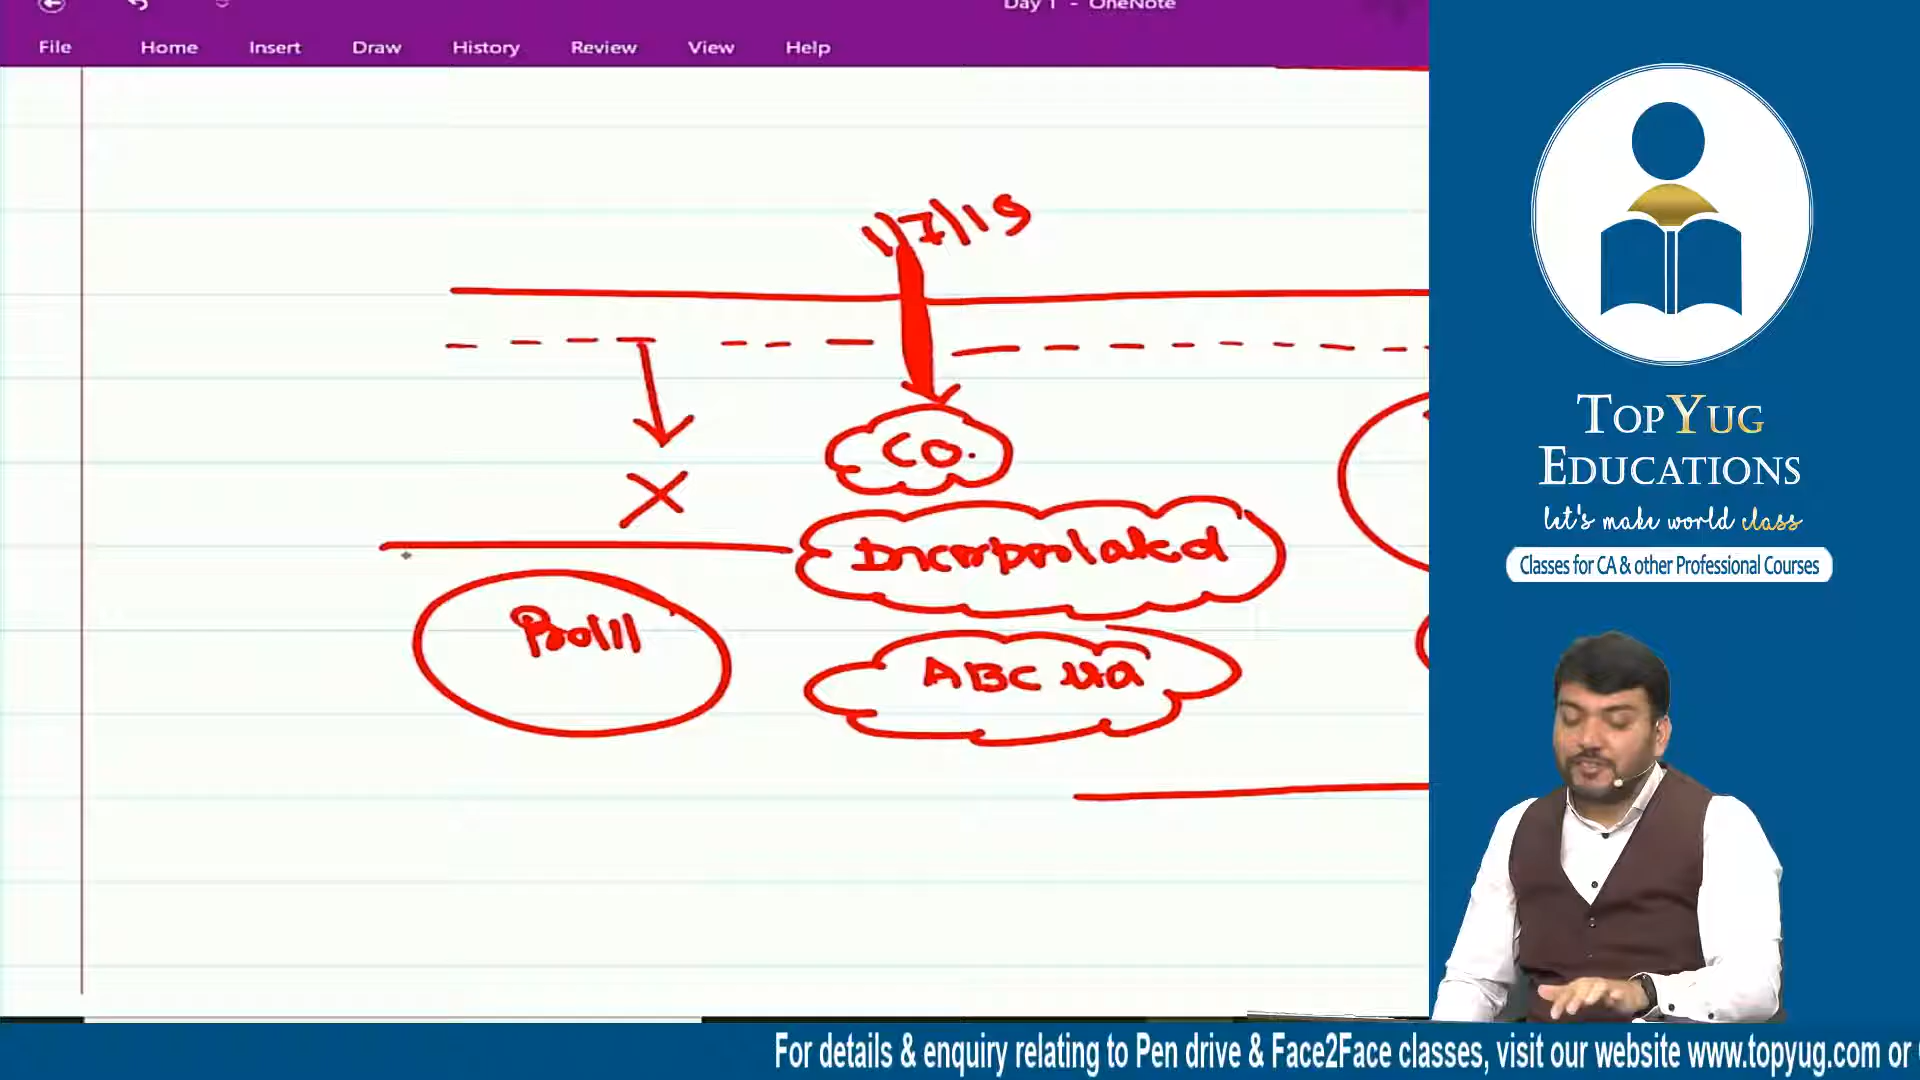 Day 1 - OneNote
File Home Insert Draw History Review View Help
1/7/19
CO.
Incorporated
ABC Ltd
TOPYUG
EDUCATIONS
let's make world class
Classes for CA & other Professional Courses
For details & enquiry relating to Pen drive & Face2Face classes, visit our website www.topyug.com or